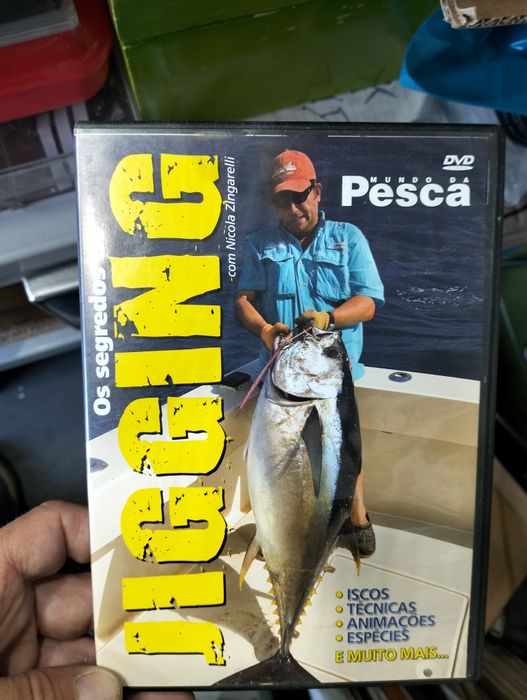 Os segredos
JIGGING
com Nicola Zingarelli
DVD
MUNDO DA
Pesca
• ISCOS
• TÉCNICAS
• ANIMAÇÕES
• ESPÉCIES
E MUITO MAIS...